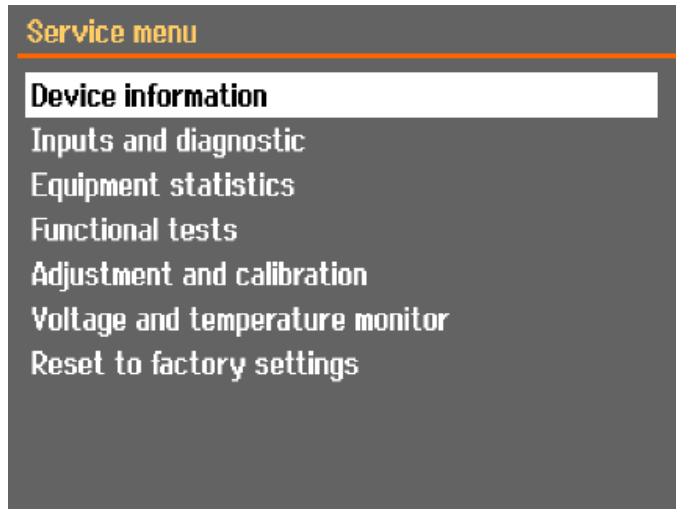 Service menu
Device information
Inputs and diagnostic
Equipment statistics
Functional tests
Adjustment and calibration
Voltage and temperature monitor
Reset to factory settings